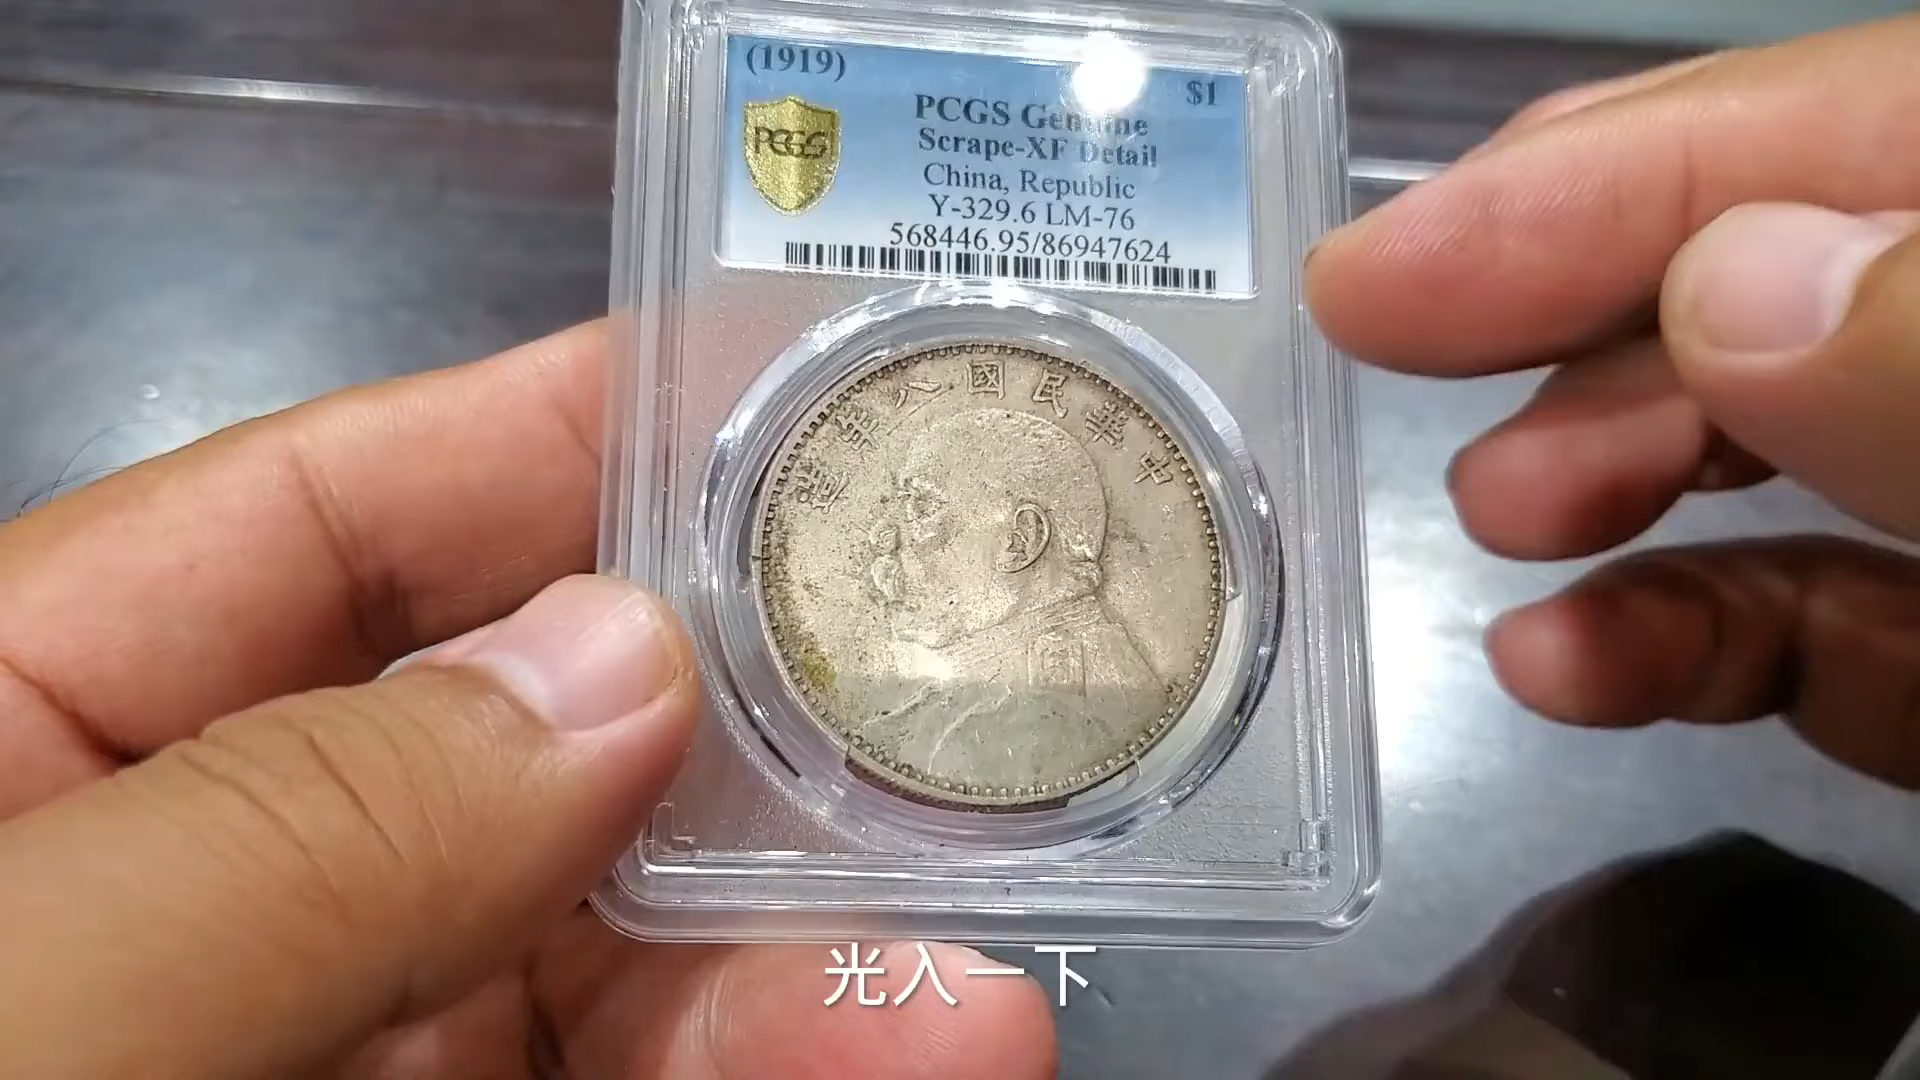 (1919)
$1
PCGS
PCGS Genuine
Scrape-XF Detail
China, Republic
Y-329.6 LM-76
568446.95/86947624
造年八國民華中
光入一下